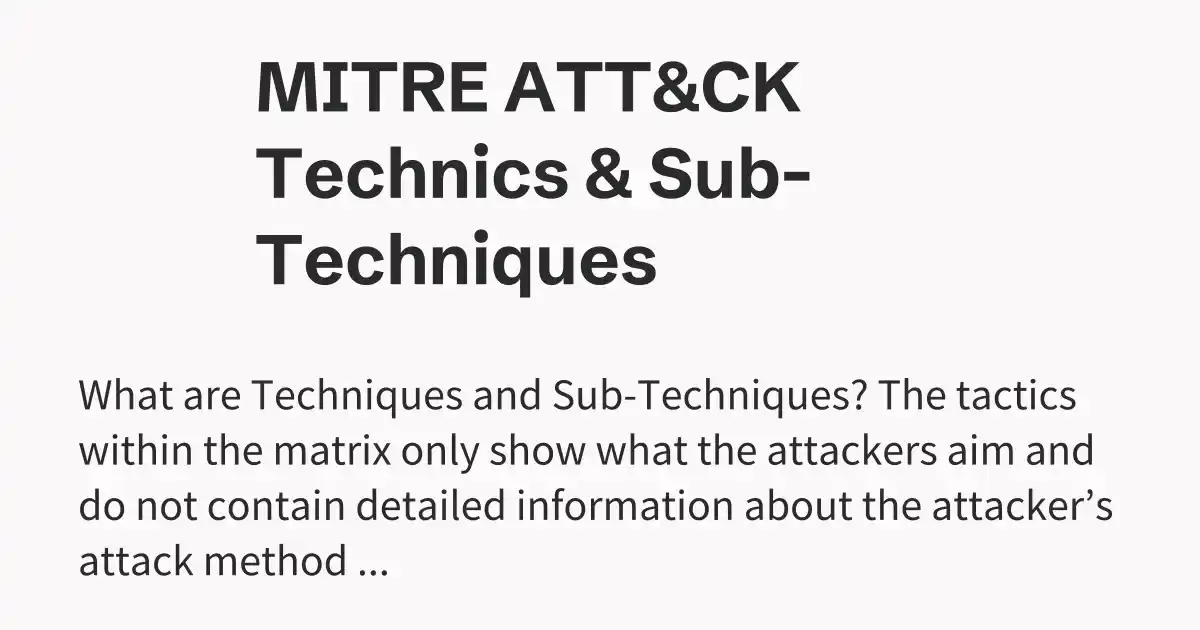 MITRE ATT&CK
Technics & Sub-
Techniques
What are Techniques and Sub-Techniques? The tactics
within the matrix only show what the attackers aim and
do not contain detailed information about the attacker’s
attack method ...